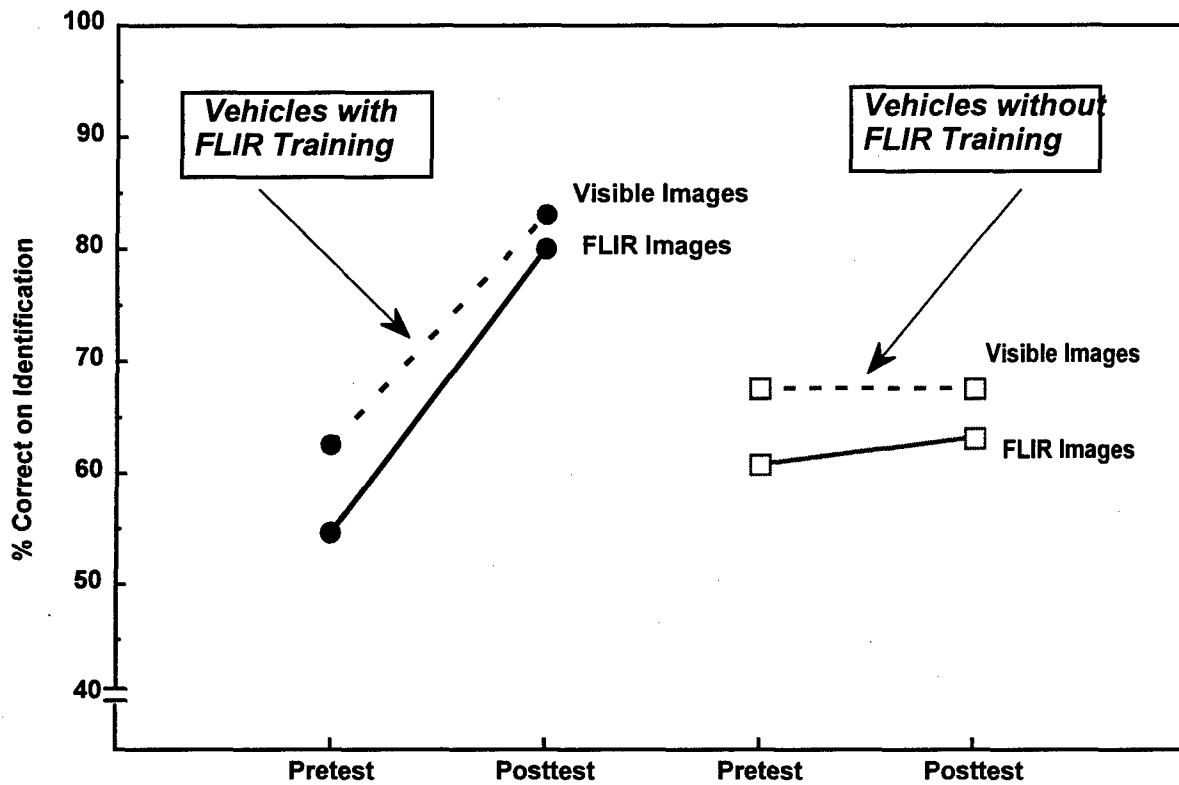 100
90
80
70
60
50
40
% Correct on Identification
Vehicles with
FLIR Training
Vehicles without
FLIR Training
Visible Images
FLIR Images
Visible Images
FLIR Images
Pretest
Posttest
Pretest
Posttest